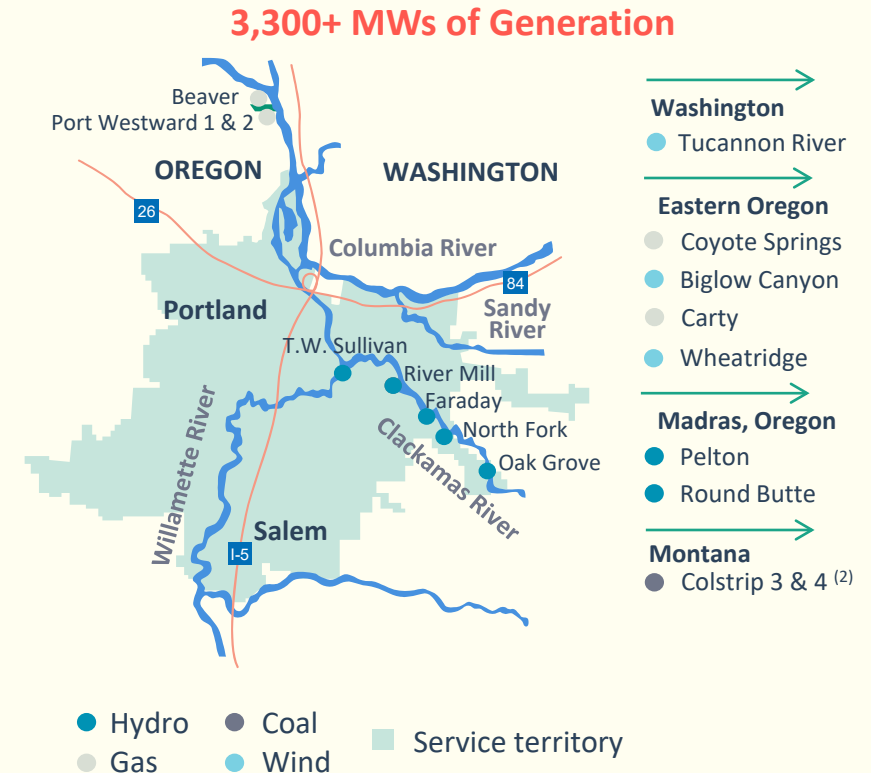 3,300+ MWs of Generation
Beaver
Port Westward 1 & 2
OREGON
WASHINGTON
26
Columbia River
84
Portland
Sandy
River
T.W. Sullivan
River Mill
Faraday
North Fork
Oak Grove
Clackamas River
Willamette River
Salem
I-5
Washington
Tucannon River
Eastern Oregon
Coyote Springs
Biglow Canyon
Carty
Wheatridge
Madras, Oregon
Pelton
Round Butte
Montana
Colstrip 3 & 4 (2)
Hydro
Coal
Gas
Wind
Service territory